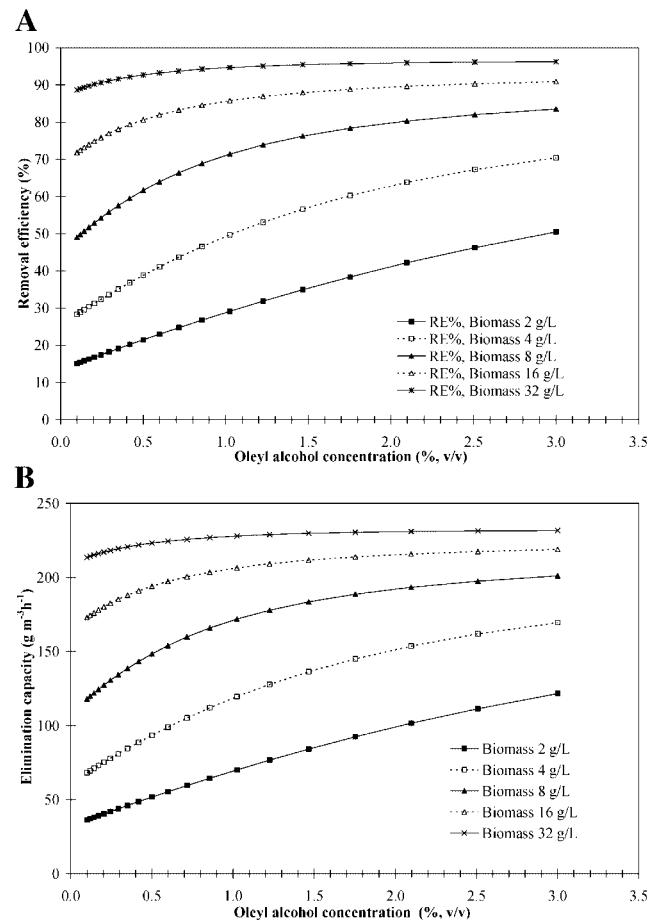 A
100
90
80
70
60
50
40
30
20
10
0
Removal efficiency (%)
RE%, Biomass 2 g/L
RE%, Biomass 4 g/L
RE%, Biomass 8 g/L
RE%, Biomass 16 g/L
RE%, Biomass 32 g/L
0.0 0.5 1.0 1.5 2.0 2.5 3.0 3.5
Oleyl alcohol concentration (%, v/v)
B
250
200
150
100
50
0
Elimination capacity (g m⁻³h⁻¹)
Biomass 2 g/L
Biomass 4 g/L
Biomass 8 g/L
Biomass 16 g/L
Biomass 32 g/L
0.0 0.5 1.0 1.5 2.0 2.5 3.0 3.5
Oleyl alcohol concentration (%, v/v)